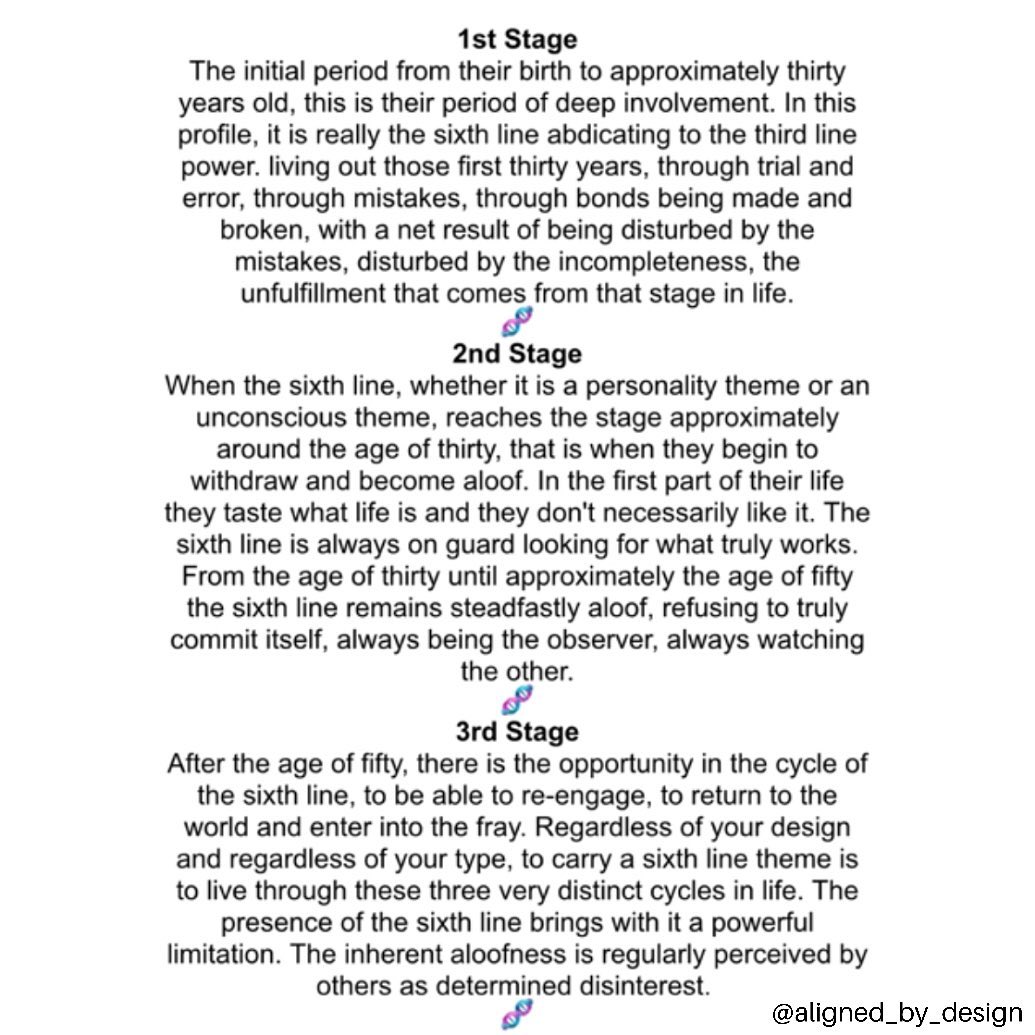 1st Stage
The initial period from their birth to approximately thirty
years old, this is their period of deep involvement. In this
profile, it is really the sixth line abdicating to the third line
power. living out those first thirty years, through trial and
error, through mistakes, through bonds being made and
broken, with a net result of being disturbed by the
mistakes, disturbed by the incompleteness, the
unfulfillment that comes from that stage in life.
2nd Stage
When the sixth line, whether it is a personality theme or an
unconscious theme, reaches the stage approximately
around the age of thirty, that is when they begin to
withdraw and become aloof. In the first part of their life
they taste what life is and they don't necessarily like it. The
sixth line is always on guard looking for what truly works.
From the age of thirty until approximately the age of fifty
the sixth line remains steadfastly aloof, refusing to truly
commit itself, always being the observer, always watching
the other.
3rd Stage
After the age of fifty, there is the opportunity in the cycle of
the sixth line, to be able to re-engage, to return to the
world and enter into the fray. Regardless of your design
and regardless of your type, to carry a sixth line theme is
to live through these three very distinct cycles in life. The
presence of the sixth line brings with it a powerful
limitation. The inherent aloofness is regularly perceived by
others as determined disinterest.
@aligned_by_design